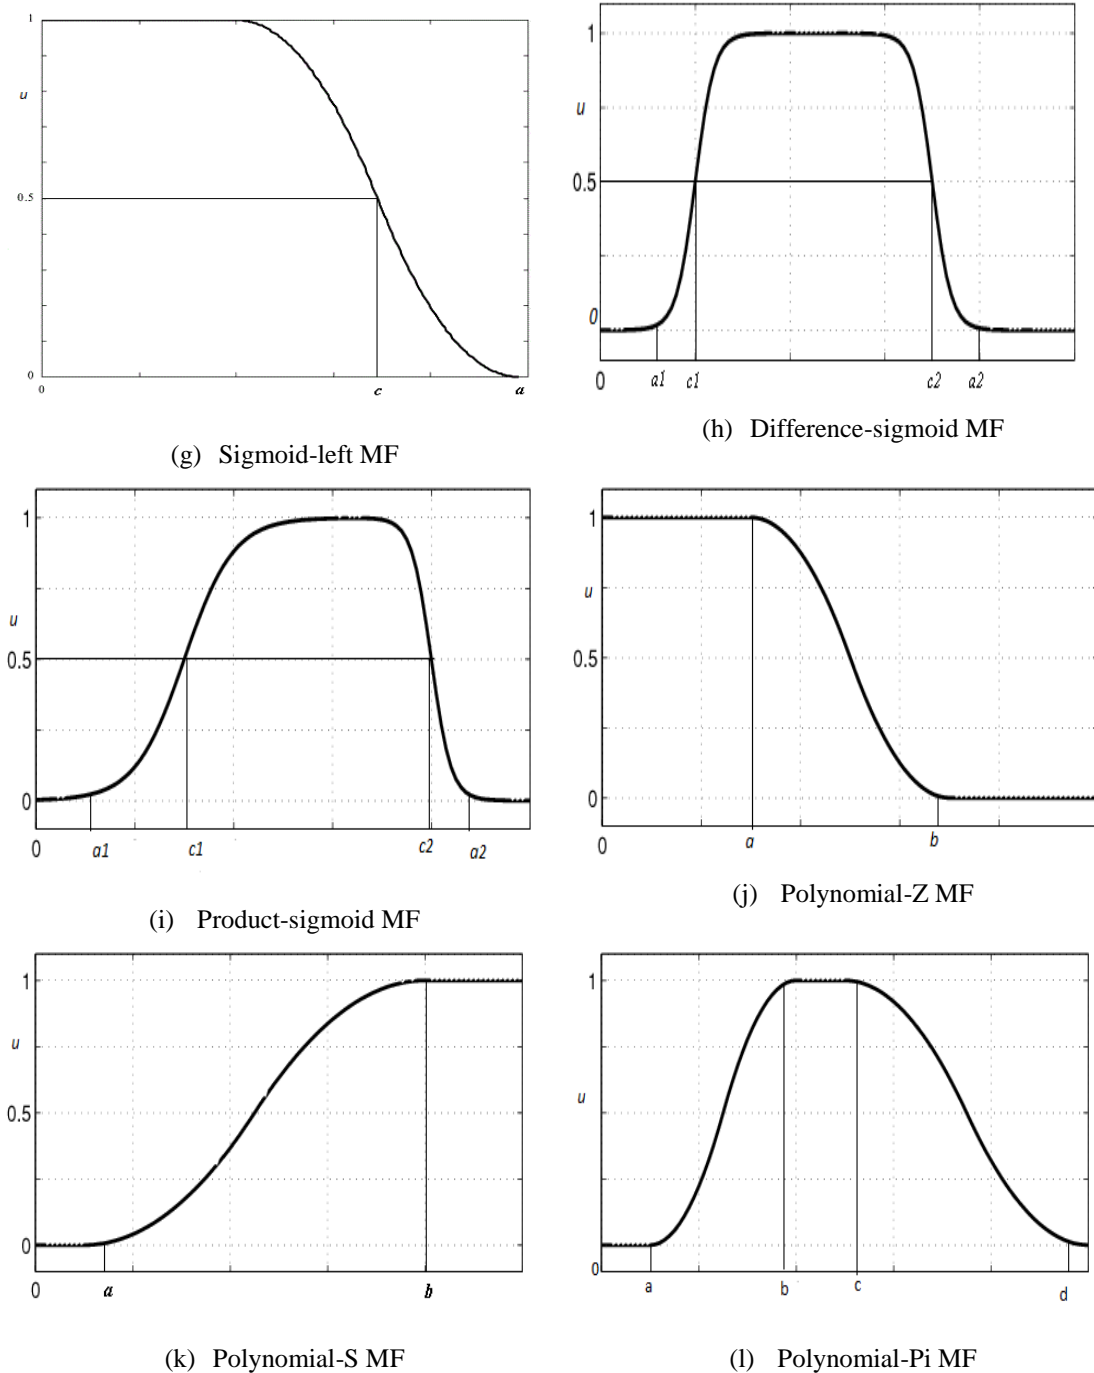 1
u
0.5
0
0
c
a
(g) Sigmoid-left MF
1
u
0.5
0
0
a1
c1
c2
a2
(h) Difference-sigmoid MF
1
u
0.5
0
0
a1
c1
c2
a2
(i) Product-sigmoid MF
1
u
0.5
0
0
a
b
(j) Polynomial-Z MF
1
u
0.5
0
0
a
b
(k) Polynomial-S MF
1
u
0.5
0
a
b
c
d
(l) Polynomial-Pi MF